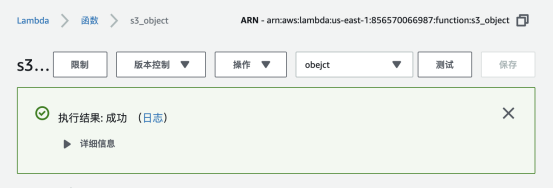 Lambda > 函数 > s3_object
ARN - arn:aws:lambda:us-east-1:856570066987:function:s3_object
s3... 限制 版本控制 ▼ 操作 ▼ obejct ▼ 测试 保存
执行结果: 成功 (日志)
▶ 详细信息